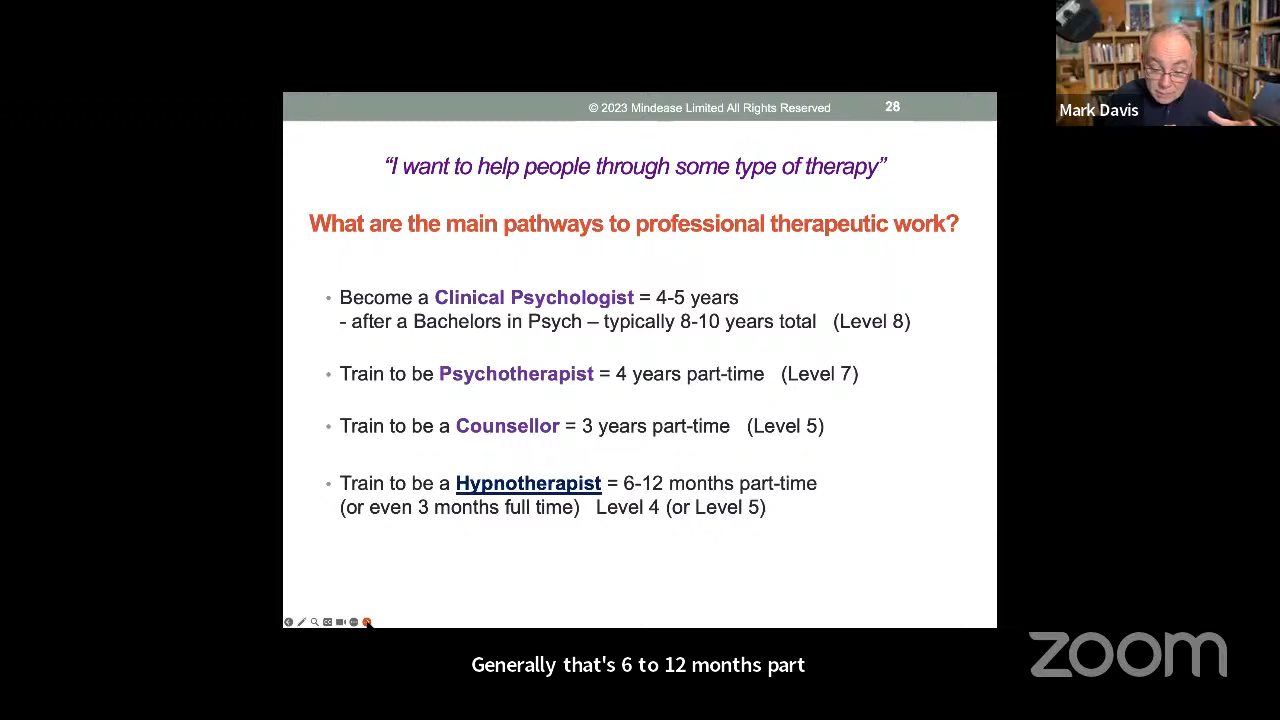 Mark Davis
© 2023 Mindease Limited All Rights Reserved 28
“I want to help people through some type of therapy”
What are the main pathways to professional therapeutic work?
• Become a Clinical Psychologist = 4-5 years
- after a Bachelors in Psych – typically 8-10 years total (Level 8)
• Train to be Psychotherapist = 4 years part-time (Level 7)
• Train to be a Counsellor = 3 years part-time (Level 5)
• Train to be a Hypnotherapist = 6-12 months part-time
(or even 3 months full time) Level 4 (or Level 5)
Generally that's 6 to 12 months part
zoom